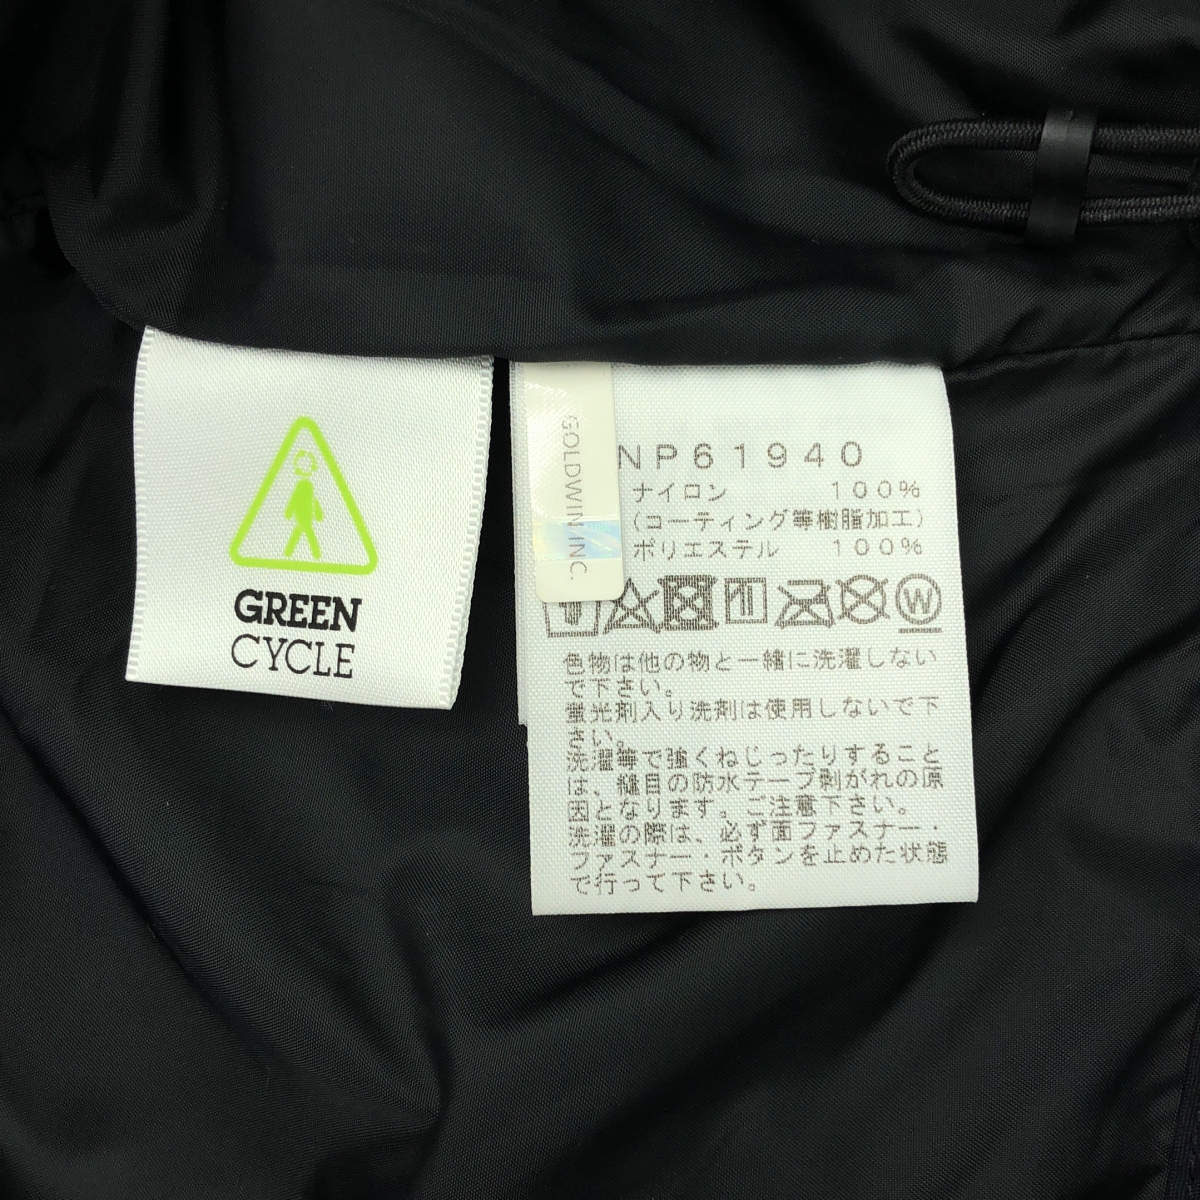 GREEN
CYCLE
GOLDWIN INC.
NP61940
ナイロン 100%
(コーティング等樹脂加工)
ポリエステル 100%
W
色物は他の物と一緒に洗濯しない
で下さい。
蛍光剤入り洗剤は使用しないで下
さい。
洗濯等で強くねじったりすること
は、縫目の防水テープ剥がれの原
因となります。ご注意下さい。
洗濯の際は、必ず面ファスナー・
ファスナー・ボタンを止めた状態
で行って下さい。